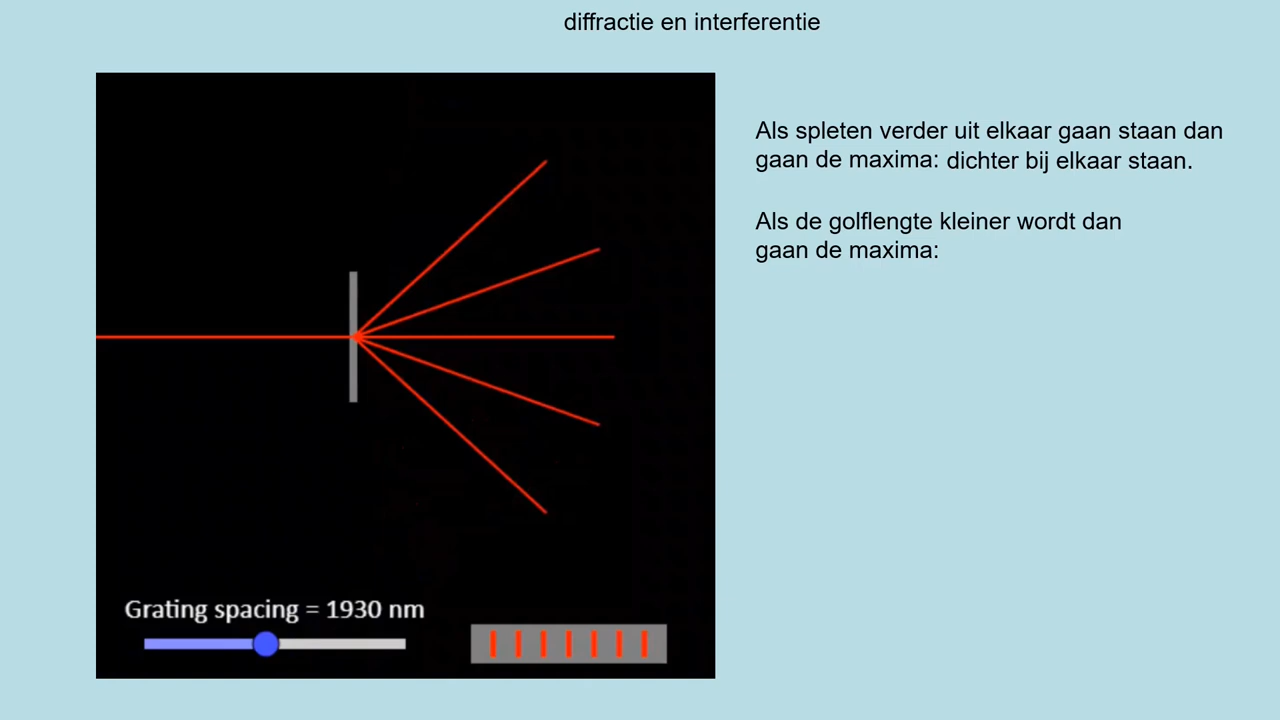 diffractie en interferentie
Als spleten verder uit elkaar gaan staan dan
gaan de maxima: dichter bij elkaar staan.
Als de golflengte kleiner wordt dan
gaan de maxima:
Grating spacing = 1930 nm